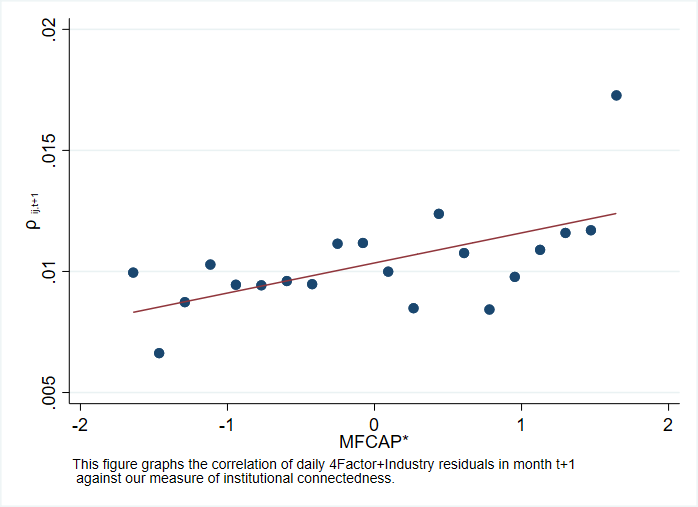 .02
.015
.01
.005
ρ ij,t+1
-2 -1 0 1 2
MFCAP*
This figure graphs the correlation of daily 4Factor+Industry residuals in month t+1
against our measure of institutional connectedness.